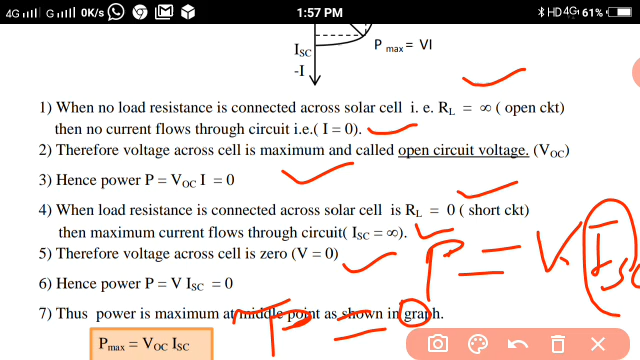 4G G 0K/s 1:57 PM HD 4G 61%
ISC
P max = VI
-I
1) When no load resistance is connected across solar cell i. e. RL = ∞ ( open ckt)
then no current flows through circuit i.e.( I = 0).
2) Therefore voltage across cell is maximum and called open circuit voltage. (VOC)
3) Hence power P = VOC I = 0
4) When load resistance is connected across solar cell is RL = 0 ( short ckt)
then maximum current flows through circuit( ISC = ∞).
5) Therefore voltage across cell is zero (V = 0)
P = V ISC
6) Hence power P = V ISC = 0
7) Thus power is maximum at middle point as shown in graph.
P = 0
Pmax = VOC ISC